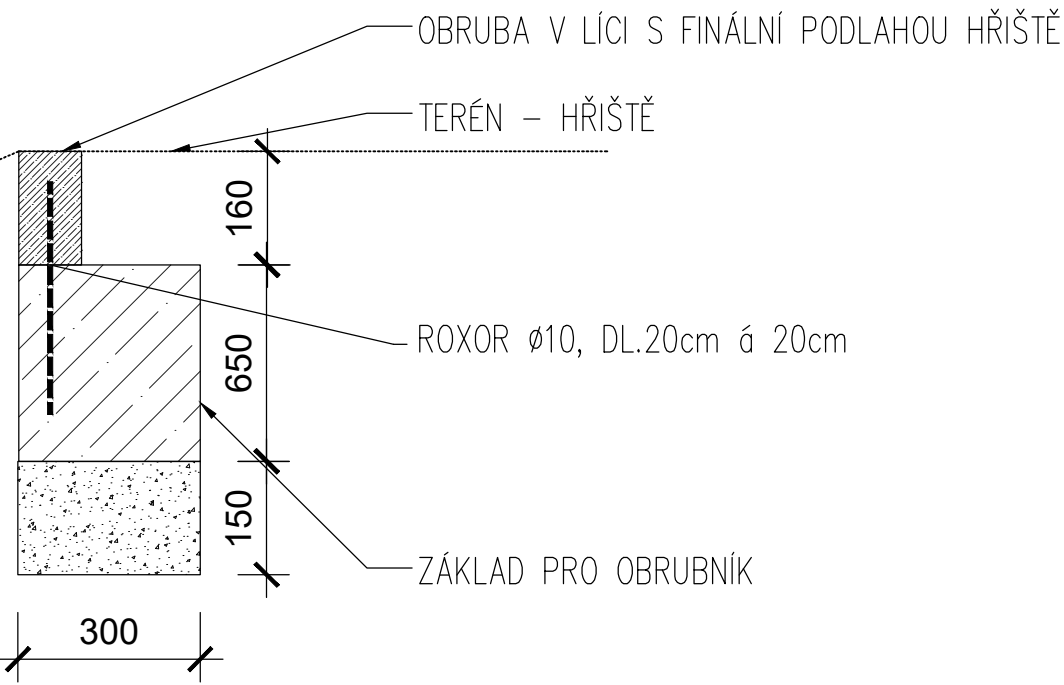 OBRUBA V LÍCI S FINÁLNÍ PODLAHOU HŘIŠTĚ
TERÉN – HŘIŠTĚ
160
ROXOR ø10, DL.20cm á 20cm
650
150
ZÁKLAD PRO OBRUBNÍK
300